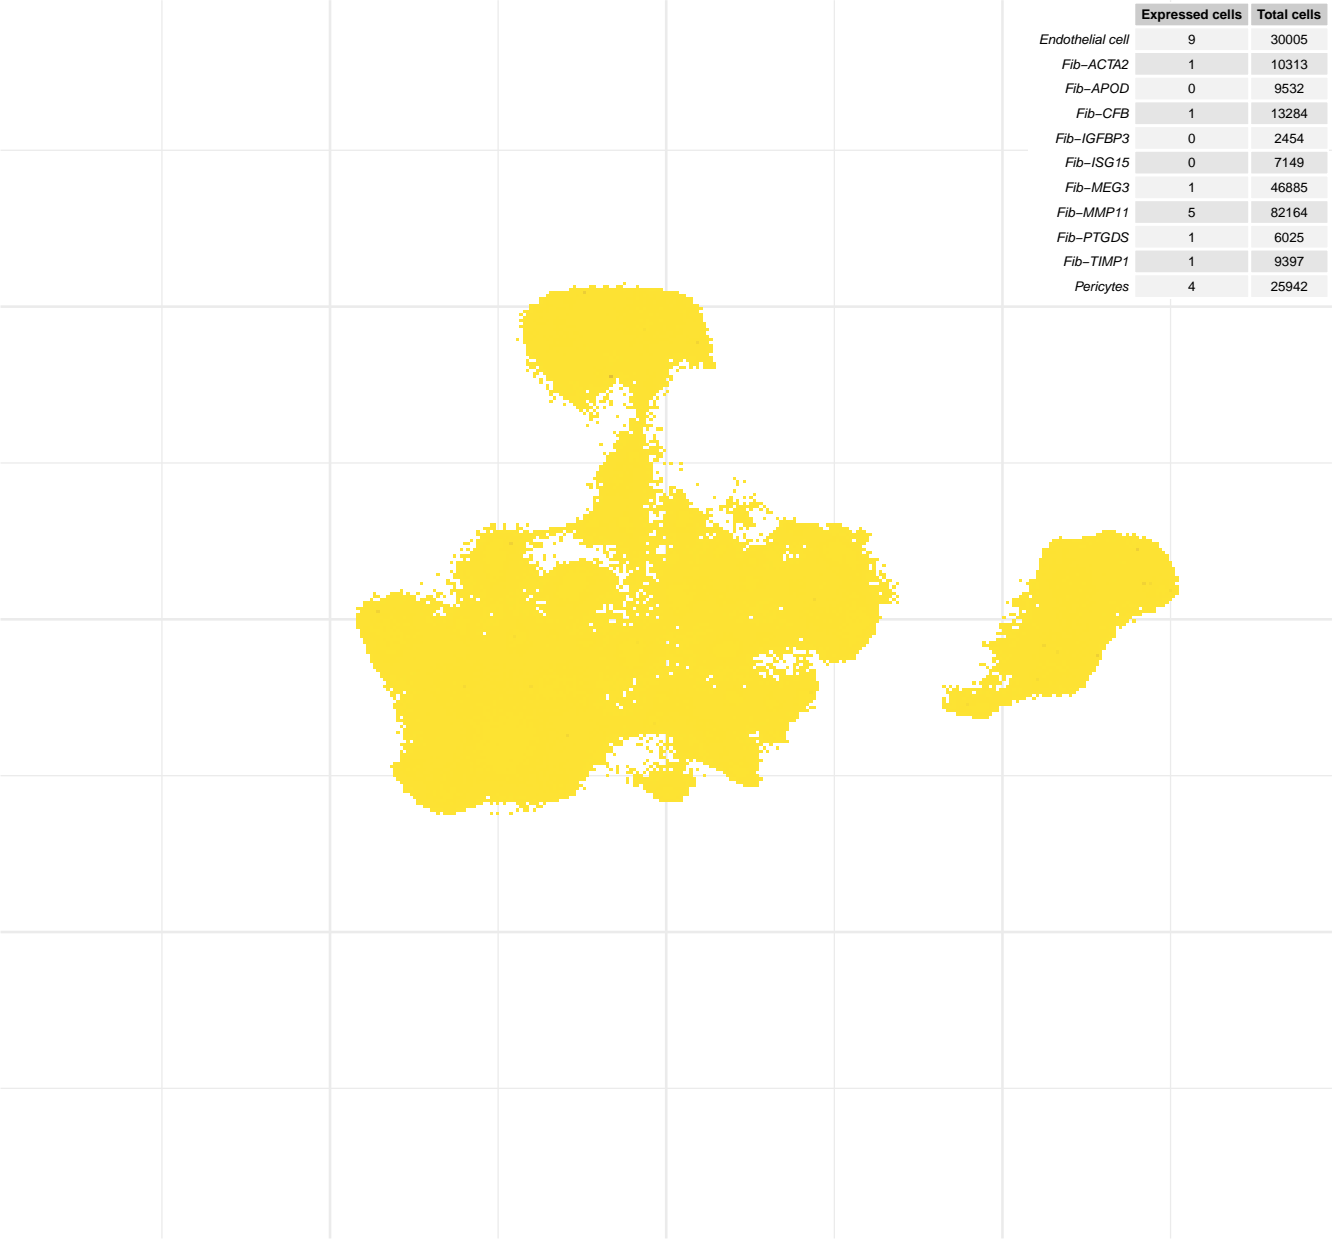 Expressed cells Total cells
Endothelial cell 9 30005
Fib−ACTA2 1 10313
Fib−APOD 0 9532
Fib−CFB 1 13284
Fib−IGFBP3 0 2454
Fib−ISG15 0 7149
Fib−MEG3 1 46885
Fib−MMP11 5 82164
Fib−PTGDS 1 6025
Fib−TIMP1 1 9397
Pericytes 4 25942